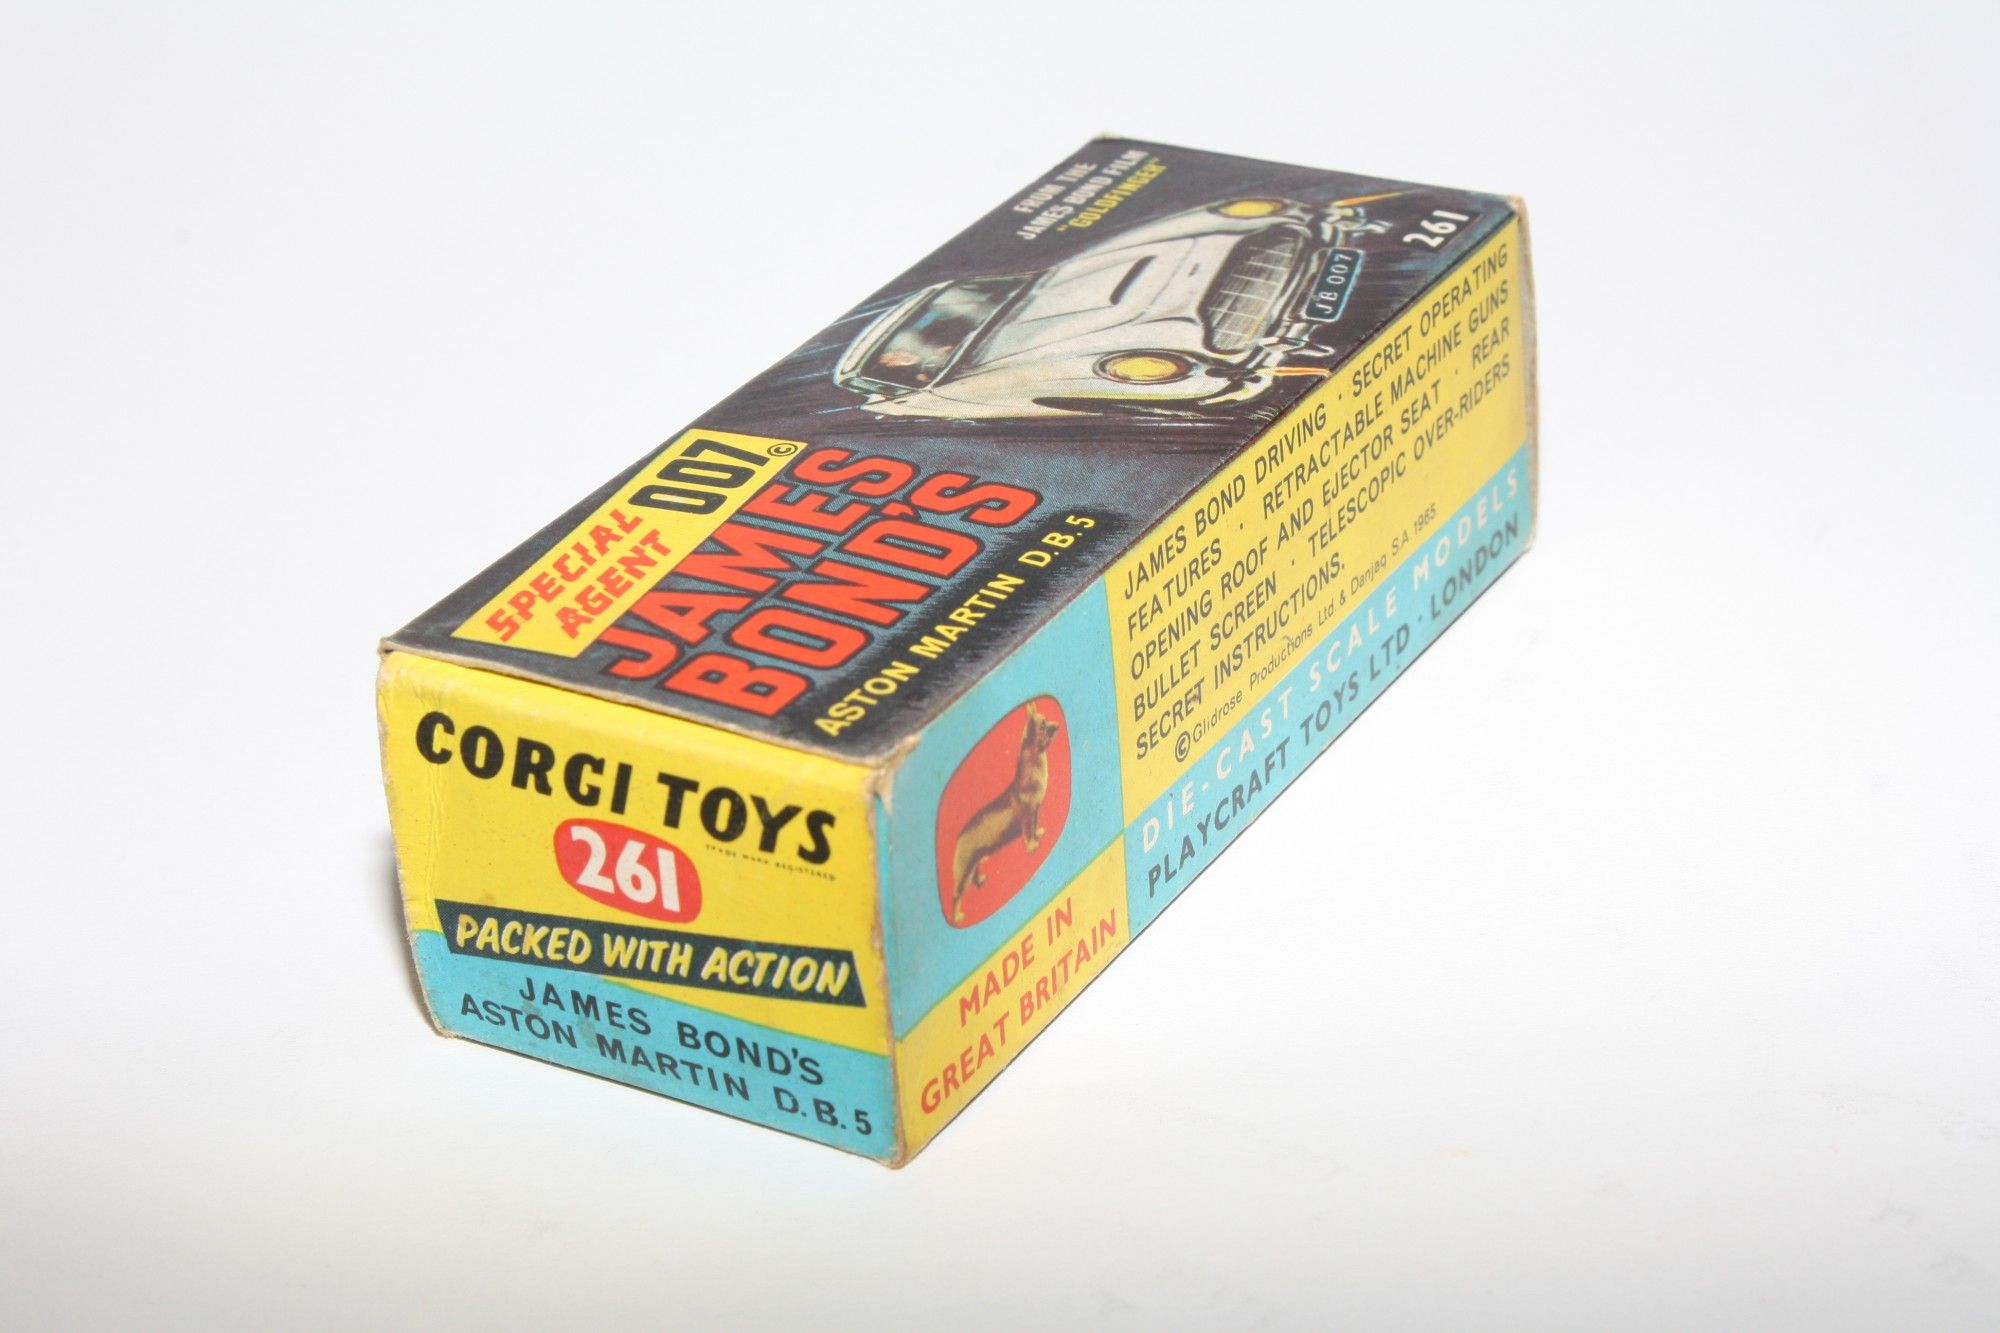 FROM THE
JAMES BOND FILM
"GOLDFINGER"
JB 007
261
SPECIAL
AGENT
007©
JAMES
BOND'S
ASTON MARTIN D.B.5
CORGI TOYS
TRADE MARK REGISTERED
261
PACKED WITH ACTION
JAMES BOND'S
ASTON MARTIN D.B.5
MADE IN
GREAT BRITAIN
JAMES BOND DRIVING · SECRET OPERATING
FEATURES · RETRACTABLE MACHINE GUNS
OPENING ROOF AND EJECTOR SEAT · REAR
BULLET SCREEN · TELESCOPIC OVER-RIDERS
SECRET INSTRUCTIONS.
©Glidrose Productions Ltd. & Danjaq S.A. 1965
DIE-CAST SCALE MODELS
PLAYCRAFT TOYS LTD · LONDON